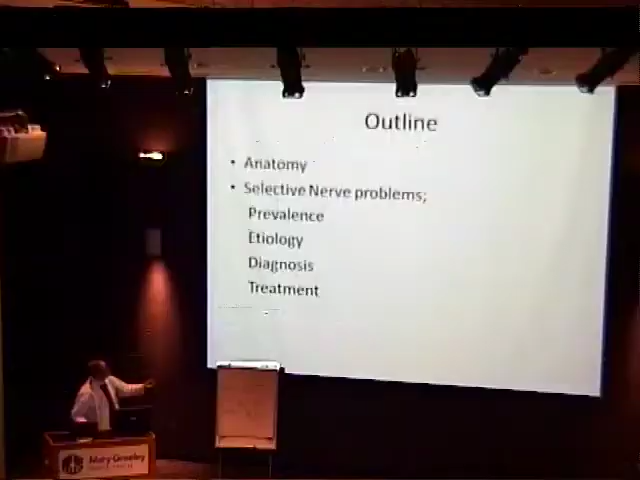 Outline
• Anatomy
• Selective Nerve problems;
Prevalence
Etiology
Diagnosis
Treatment
Mary Greeley